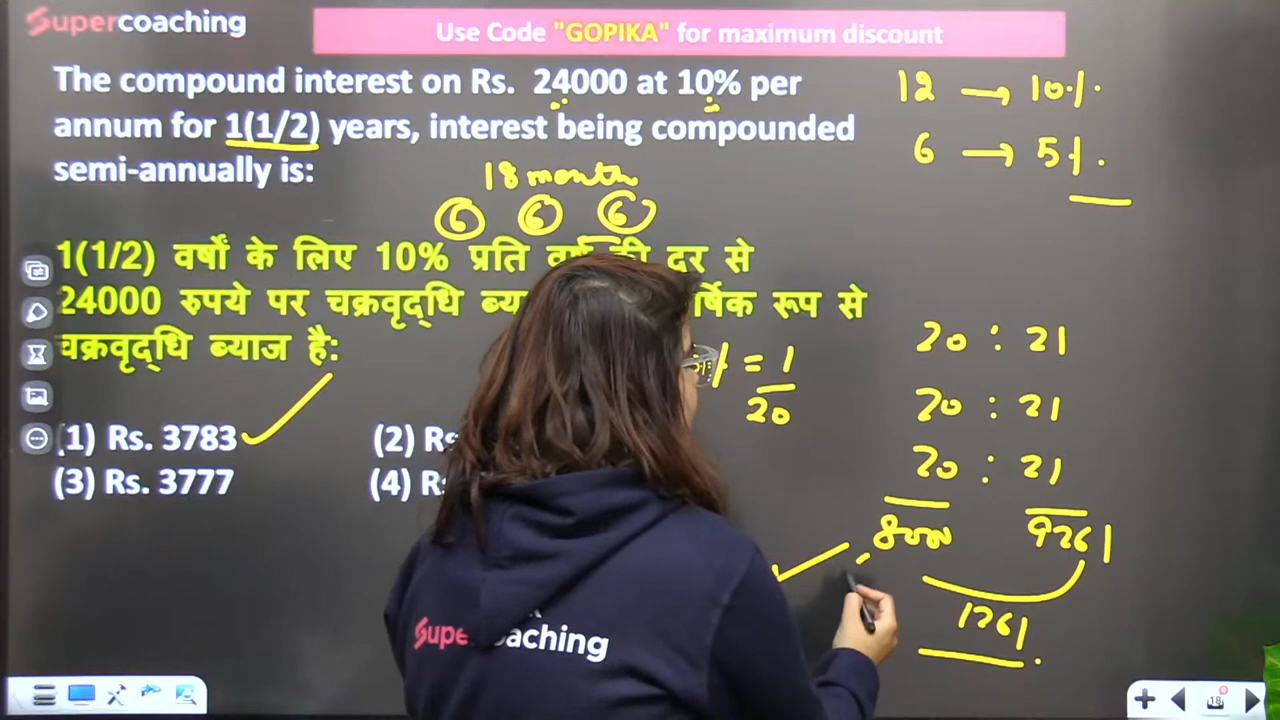 Supercoaching
Use Code "GOPIKA" for maximum discount
The compound interest on Rs. 24000 at 10% per
annum for 1(1/2) years, interest being compounded
semi-annually is:
18 month
6 6 6
12 → 10%.
6 → 5%.
1(1/2) वर्षों के लिए 10% प्रति वर्ष की दर से
24000 रुपये पर चक्रवृद्धि
र्षिक रूप से
चक्रवृद्धि ब्याज है:
= 1
20
(1) Rs. 3783
(2)
(3) Rs. 3777
(4)
20 : 21
20 : 21
20 : 21
8000 9261
1261
Supercoaching
18